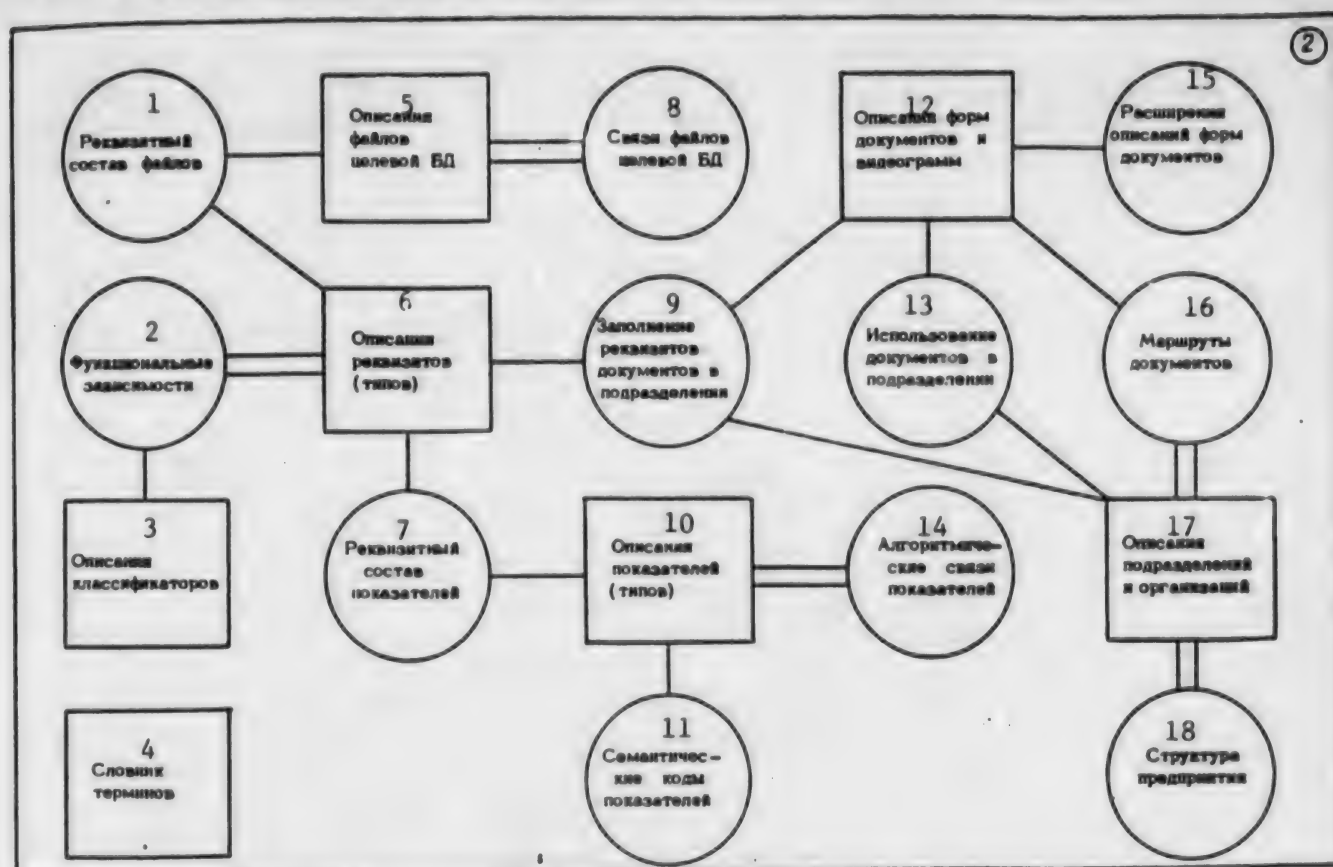 2
1
Реквизитный
состав файлов
5
Описания
файлов
целевой БД
8
Связи файлов
целевой БД
12
Описания форм
документов и
видеограмм
15
Расширения
описаний форм
документов
2
Функциональные
зависимости
6
Описания
реквизитов
(типов)
9
Заполнение
реквизитов
документов в
подразделении
13
Использование
документов в
подразделении
16
Маршруты
документов
3
Описания
классификаторов
7
Реквизитный
состав
показателей
10
Описания
показателей
(типов)
14
Алгоритмиче-
ские связи
показателей
17
Описания
подразделений
и организаций
4
Словник
терминов
11
Семантичес-
кие коды
показателей
18
Структура
предприятия